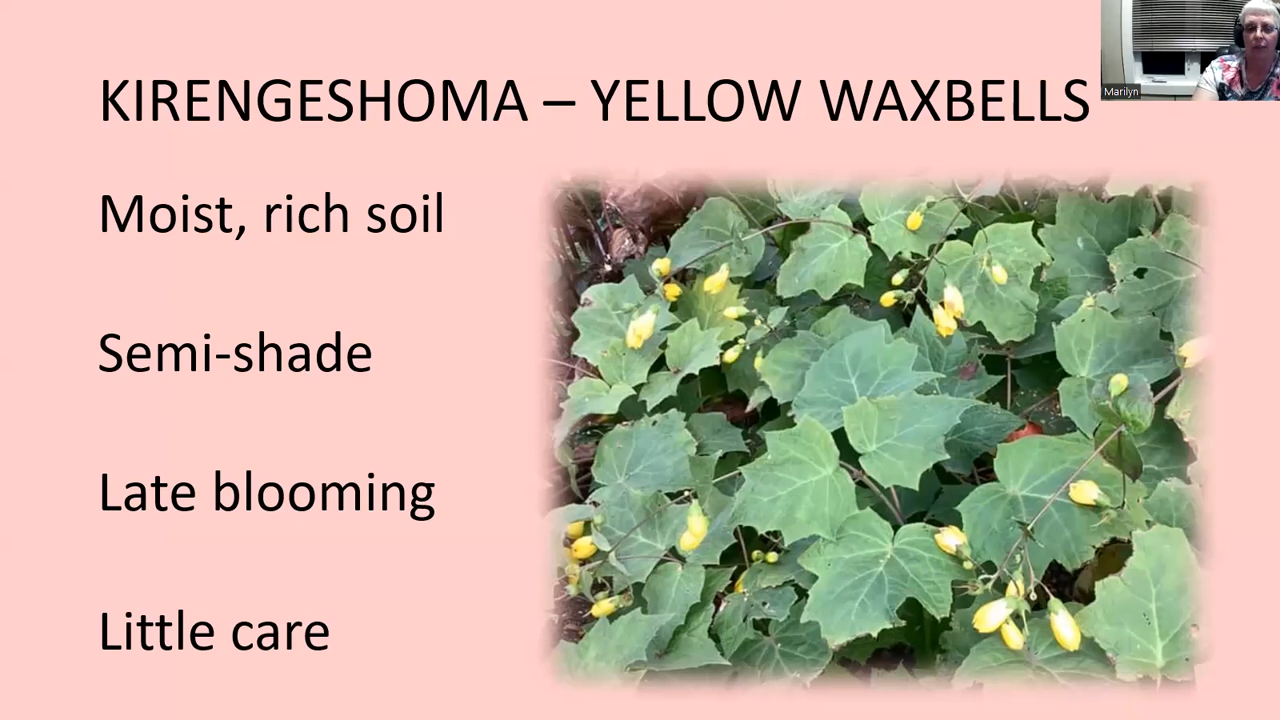 KIRENGESHOMA – YELLOW WAXBELLS
Marilyn
Moist, rich soil
Semi-shade
Late blooming
Little care